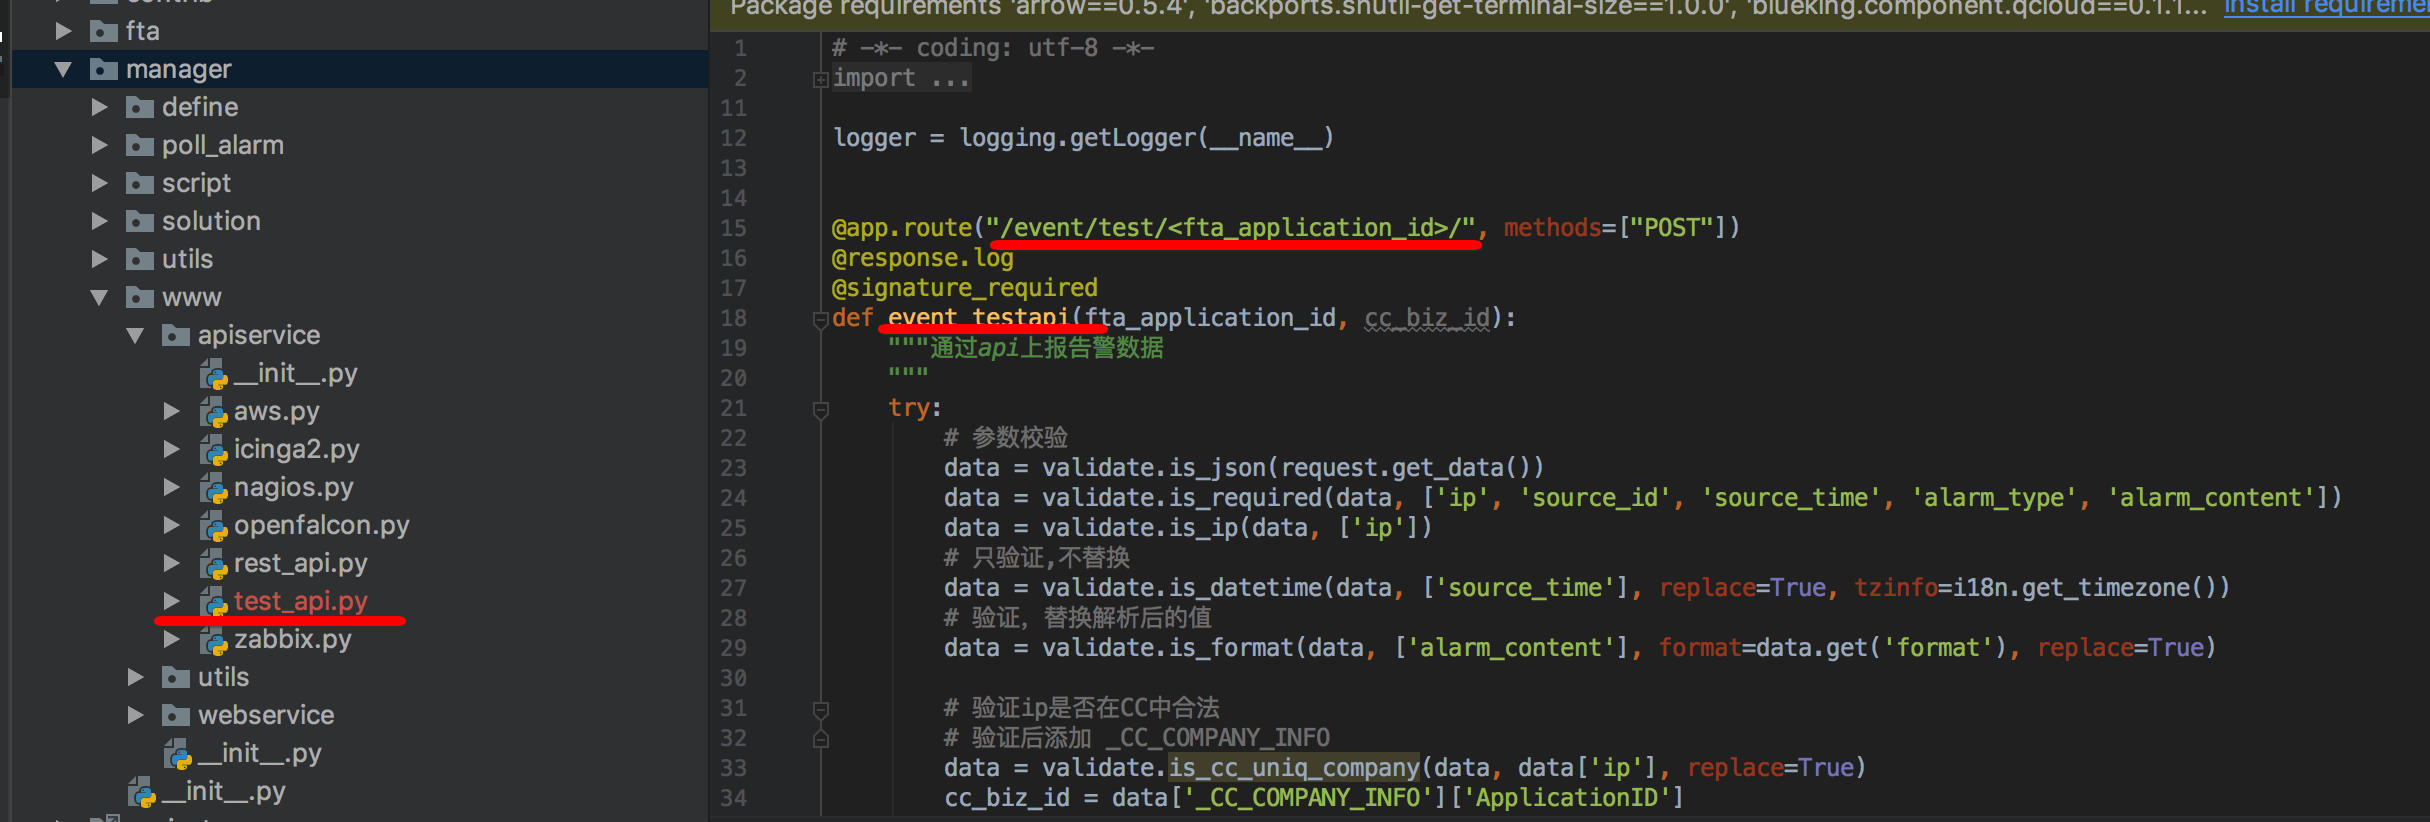 contrib
fta
manager
define
poll_alarm
script
solution
utils
www
apiservice
__init__.py
aws.py
icinga2.py
nagios.py
openfalcon.py
rest_api.py
test_api.py
zabbix.py
utils
webservice
__init__.py
__init__.py
Package requirements 'arrow==0.5.4', 'backports.shutil-get-terminal-size==1.0.0', 'blueking.component.qcloud==0.1.1... Install requiremen
1 # -*- coding: utf-8 -*-
2 import ...
11
12 logger = logging.getLogger(__name__)
13
14
15 @app.route("/event/test/<fta_application_id>/", methods=["POST"])
16 @response.log
17 @signature_required
18 def event_testapi(fta_application_id, cc_biz_id):
19 """通过api上报告警数据
20 """
21 try:
22 # 参数校验
23 data = validate.is_json(request.get_data())
24 data = validate.is_required(data, ['ip', 'source_id', 'source_time', 'alarm_type', 'alarm_content'])
25 data = validate.is_ip(data, ['ip'])
26 # 只验证,不替换
27 data = validate.is_datetime(data, ['source_time'], replace=True, tzinfo=i18n.get_timezone())
28 # 验证，替换解析后的值
29 data = validate.is_format(data, ['alarm_content'], format=data.get('format'), replace=True)
30
31 # 验证ip是否在CC中合法
32 # 验证后添加 _CC_COMPANY_INFO
33 data = validate.is_cc_uniq_company(data, data['ip'], replace=True)
34 cc_biz_id = data['_CC_COMPANY_INFO']['ApplicationID']